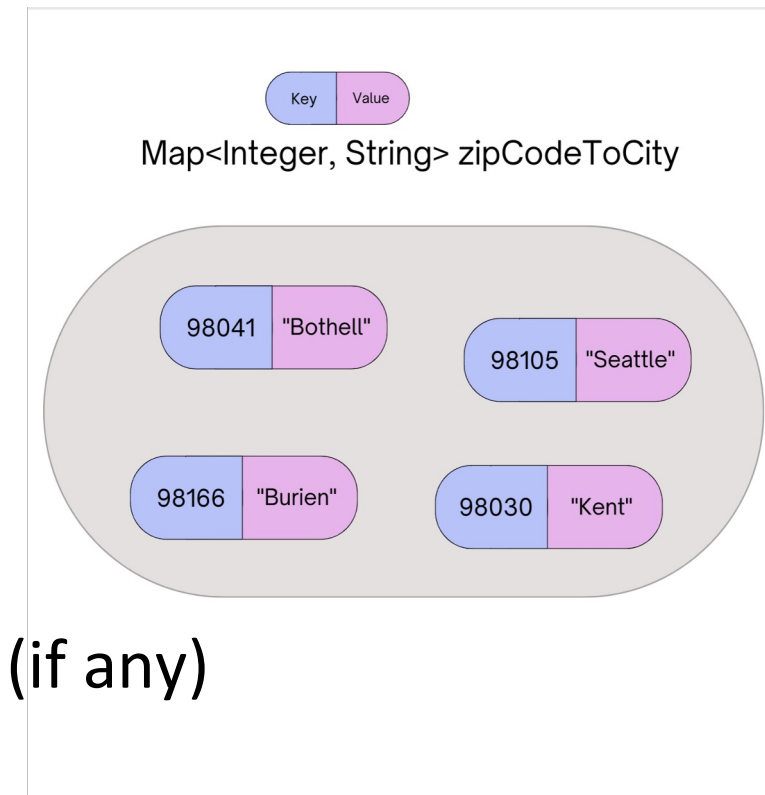 Key Value
Map<Integer, String> zipCodeToCity
98041 "Bothell"
98105 "Seattle"
98166 "Burien"
98030 "Kent"
(if any)